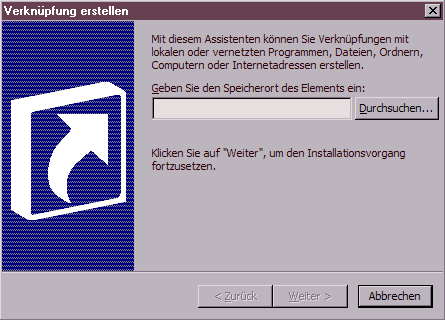 Verknüpfung erstellen
Mit diesem Assistenten können Sie Verknüpfungen mit
lokalen oder vernetzten Programmen, Dateien, Ordnern,
Computern oder Internetadressen erstellen.
Geben Sie den Speicherort des Elements ein:
Durchsuchen...
Klicken Sie auf "Weiter", um den Installationsvorgang
fortzusetzen.
< Zurück Weiter > Abbrechen